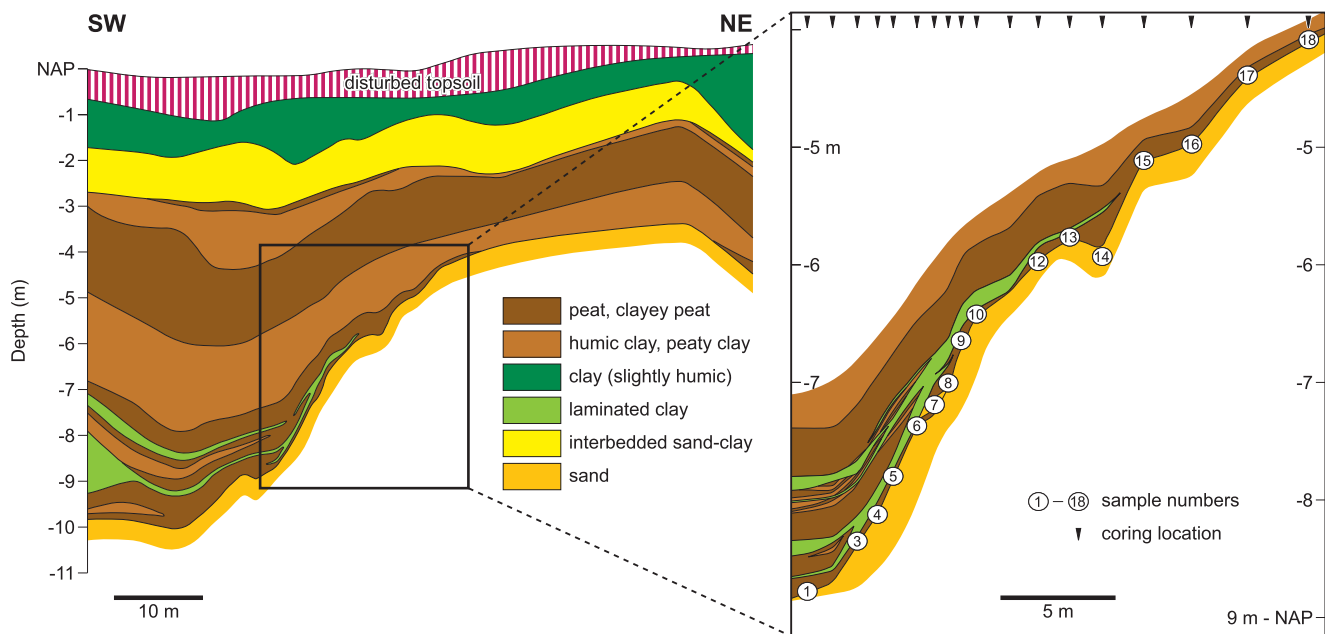 SW
NE
NAP
disturbed topsoil
-1
-2
-3
-4
-5
-6
-7
-8
-9
-10
-11
Depth (m)
peat, clayey peat
humic clay, peaty clay
clay (slightly humic)
laminated clay
interbedded sand-clay
sand
10 m
18
17
-5 m
-5
16
15
13
14
12
-6
-6
10
9
-7
-7
8
7
6
5
4
3
1
-8
1 – 18 sample numbers
coring location
5 m
9 m - NAP